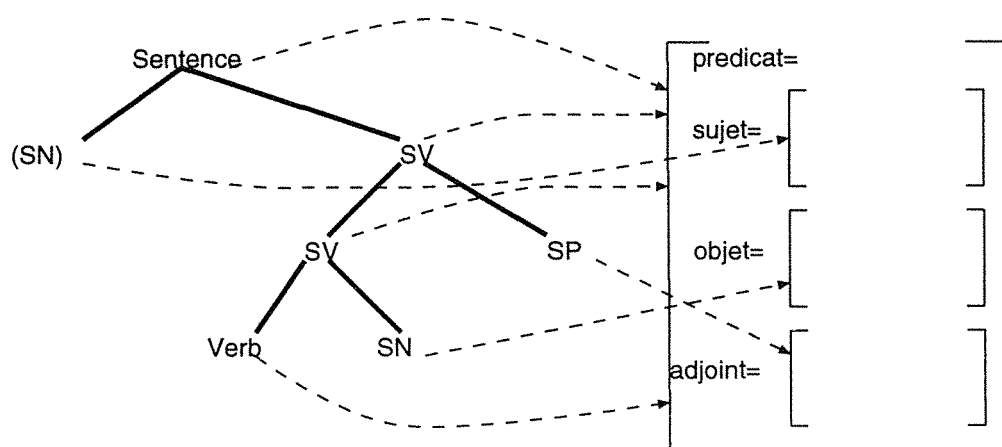 Sentence
predicat=
(SN)
SV
sujet=
SV
SP
objet=
Verb
SN
adjoint=